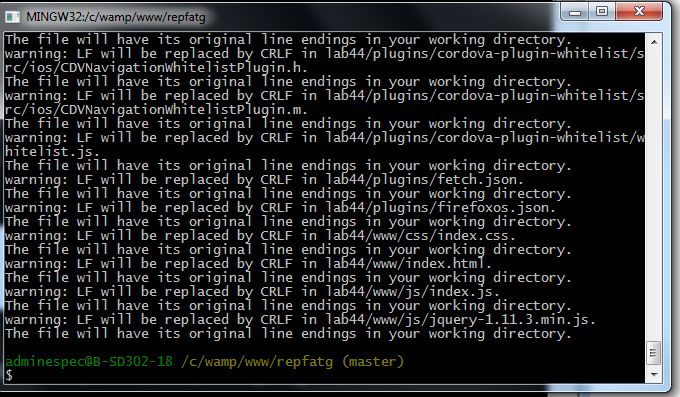 MINGW32:/c/wamp/www/repfatg
The file will have its original line endings in your working directory.
warning: LF will be replaced by CRLF in lab44/plugins/cordova-plugin-whitelist/s
rc/ios/CDVNavigationWhitelistPlugin.h.
The file will have its original line endings in your working directory.
warning: LF will be replaced by CRLF in lab44/plugins/cordova-plugin-whitelist/s
rc/ios/CDVNavigationWhitelistPlugin.m.
The file will have its original line endings in your working directory.
warning: LF will be replaced by CRLF in lab44/plugins/cordova-plugin-whitelist/w
hitelist.js.
The file will have its original line endings in your working directory.
warning: LF will be replaced by CRLF in lab44/plugins/fetch.json.
The file will have its original line endings in your working directory.
warning: LF will be replaced by CRLF in lab44/plugins/firefoxos.json.
The file will have its original line endings in your working directory.
warning: LF will be replaced by CRLF in lab44/www/css/index.css.
The file will have its original line endings in your working directory.
warning: LF will be replaced by CRLF in lab44/www/index.html.
The file will have its original line endings in your working directory.
warning: LF will be replaced by CRLF in lab44/www/js/index.js.
The file will have its original line endings in your working directory.
warning: LF will be replaced by CRLF in lab44/www/js/jquery-1.11.3.min.js.
The file will have its original line endings in your working directory.
adminespec@B-SD302-18 /c/wamp/www/repfatg (master)
$